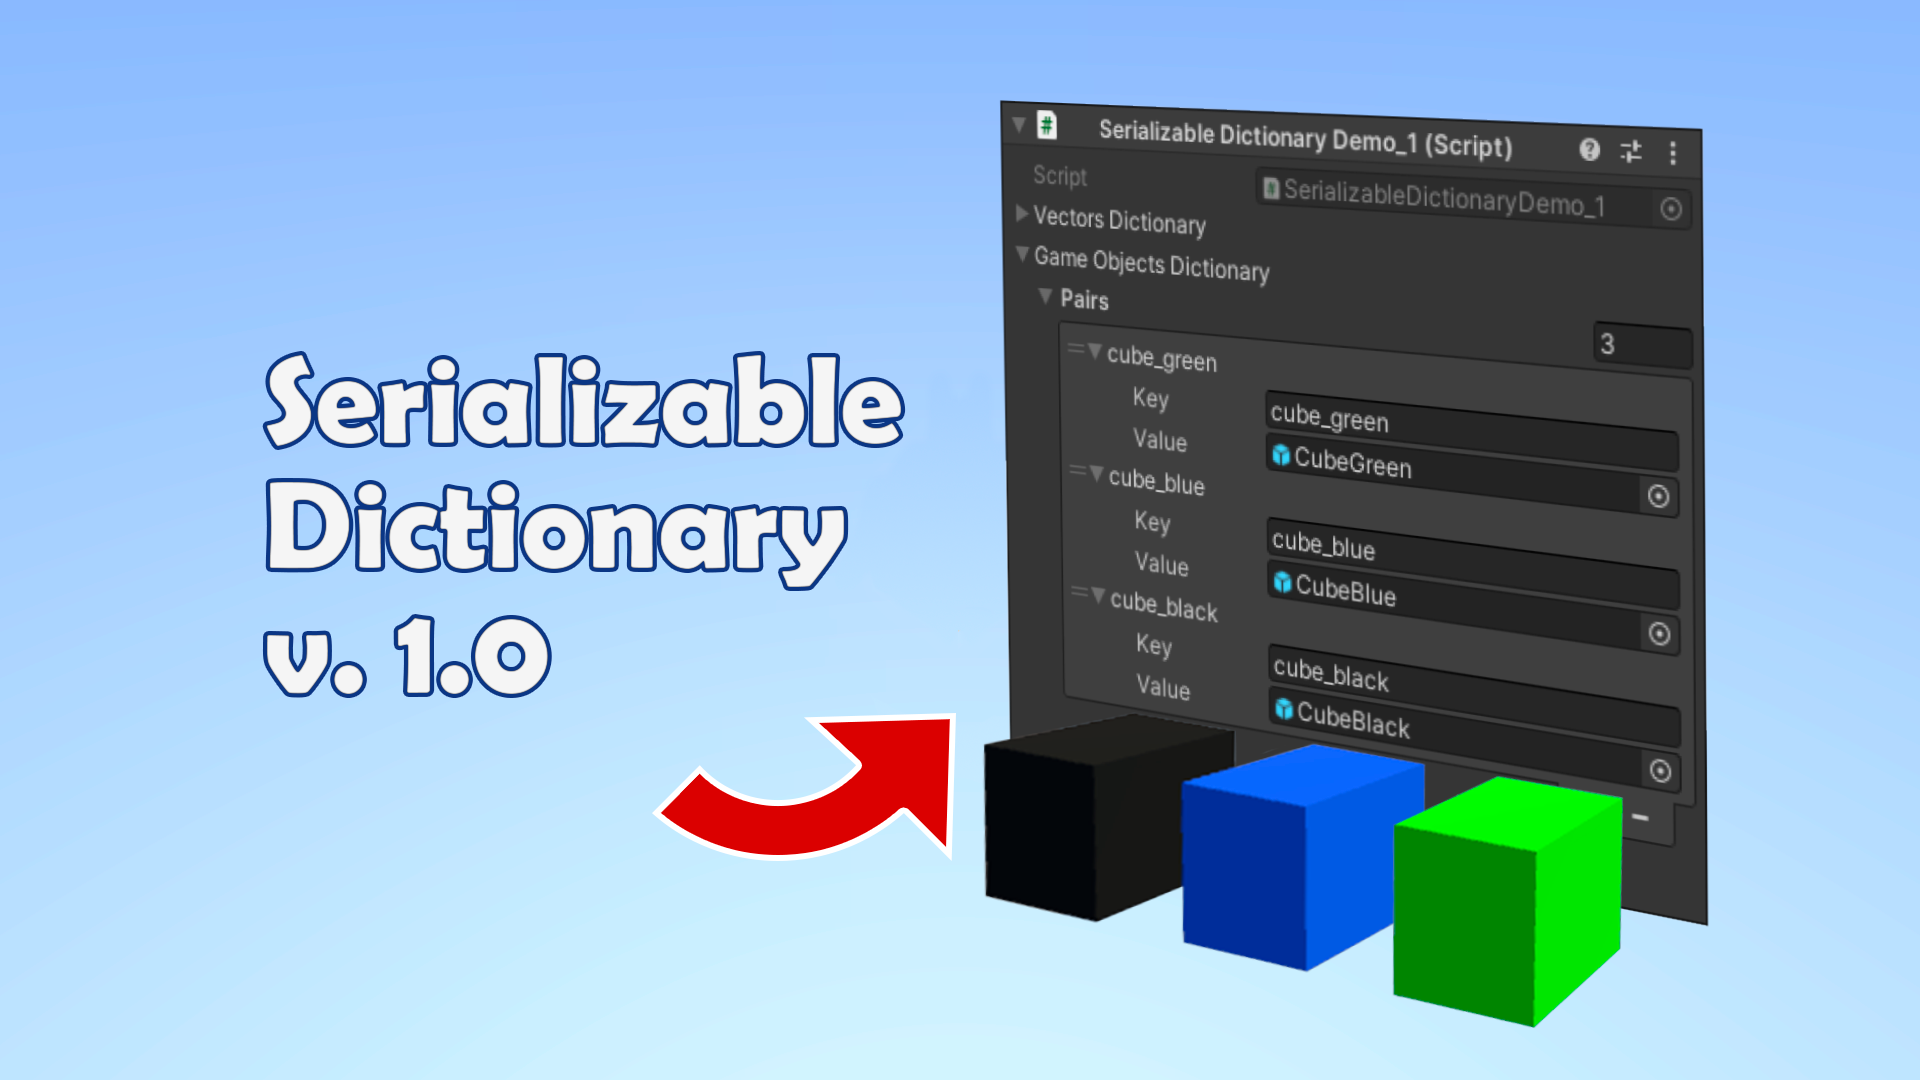 Serializable
Dictionary
v. 1.0
Serializable Dictionary Demo_1 (Script)
Script
SerializableDictionaryDemo_1
Vectors Dictionary
Game Objects Dictionary
Pairs
3
cube_green
Key
cube_green
Value
CubeGreen
cube_blue
Key
cube_blue
Value
CubeBlue
cube_black
Key
cube_black
Value
CubeBlack